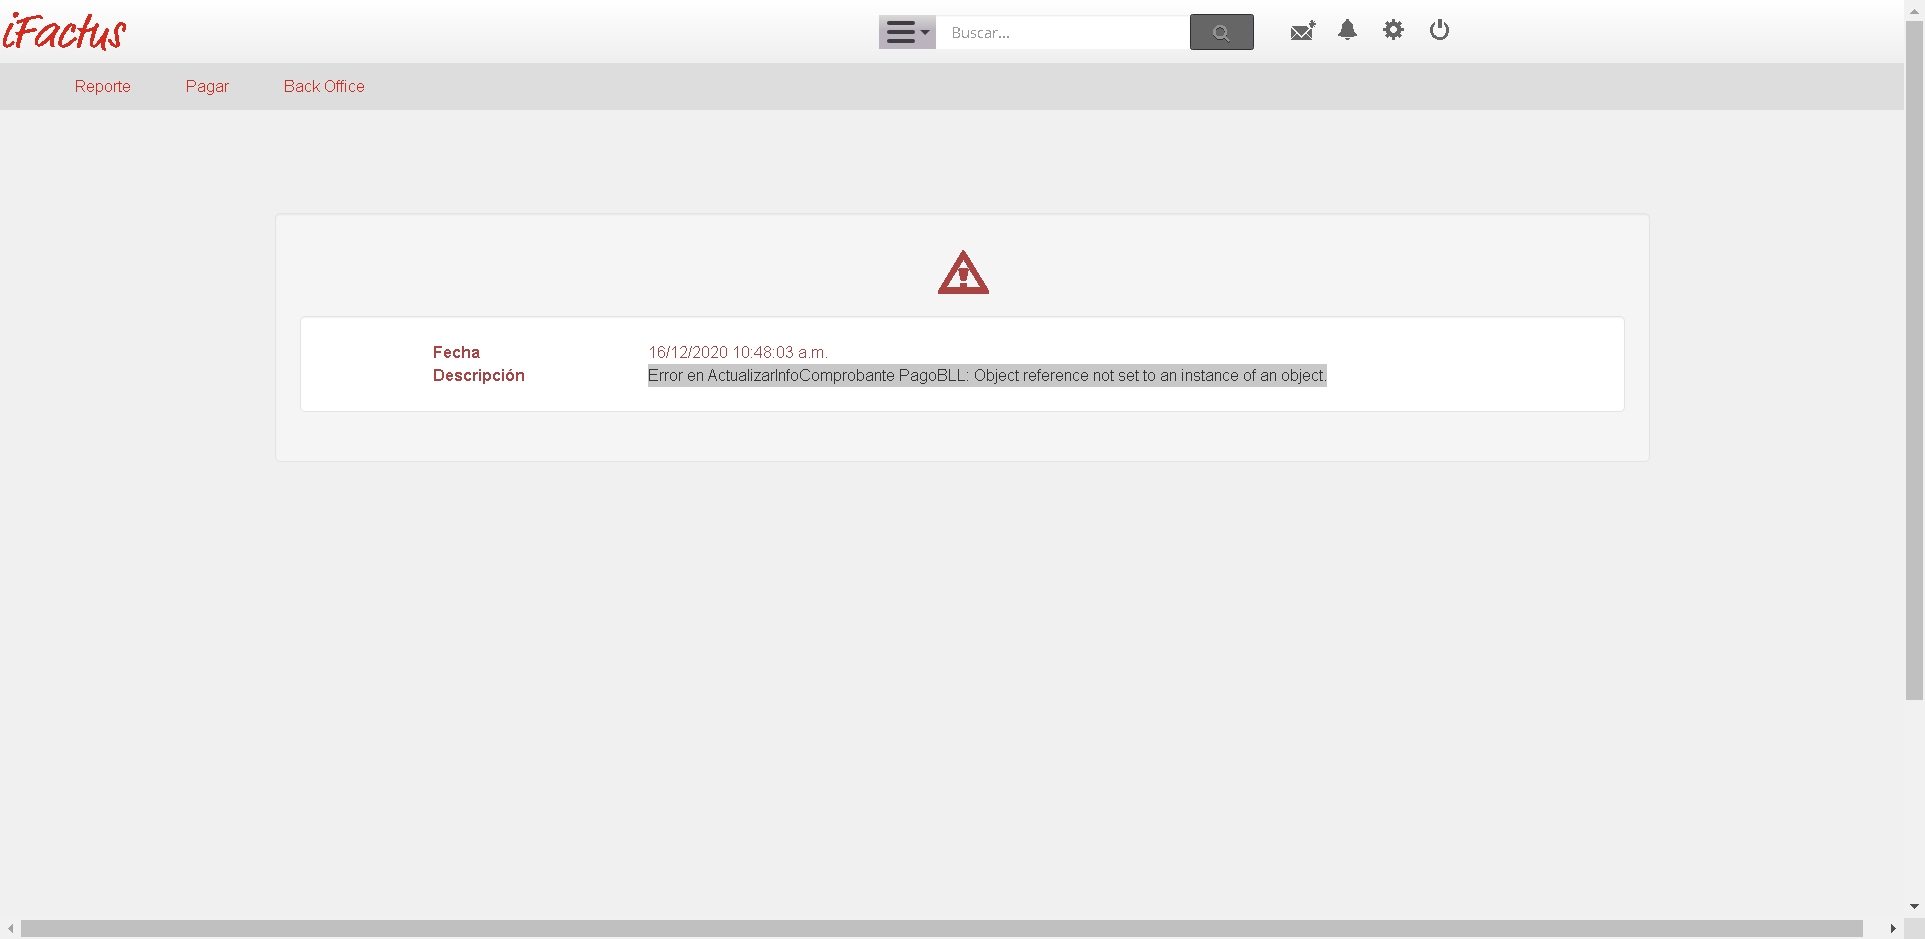 iFactus
Buscar...
Reporte Pagar Back Office
Fecha 16/12/2020 10:48:03 a.m.
Descripción Error en ActualizarInfoComprobante PagoBLL: Object reference not set to an instance of an object.